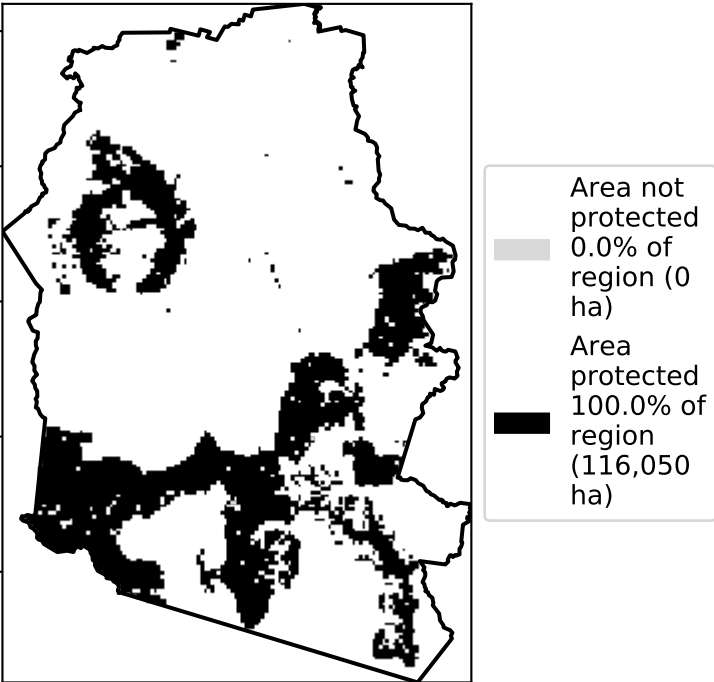 Area not
protected
0.0% of
region (0
ha)
Area
protected
100.0% of
region
(116,050
ha)